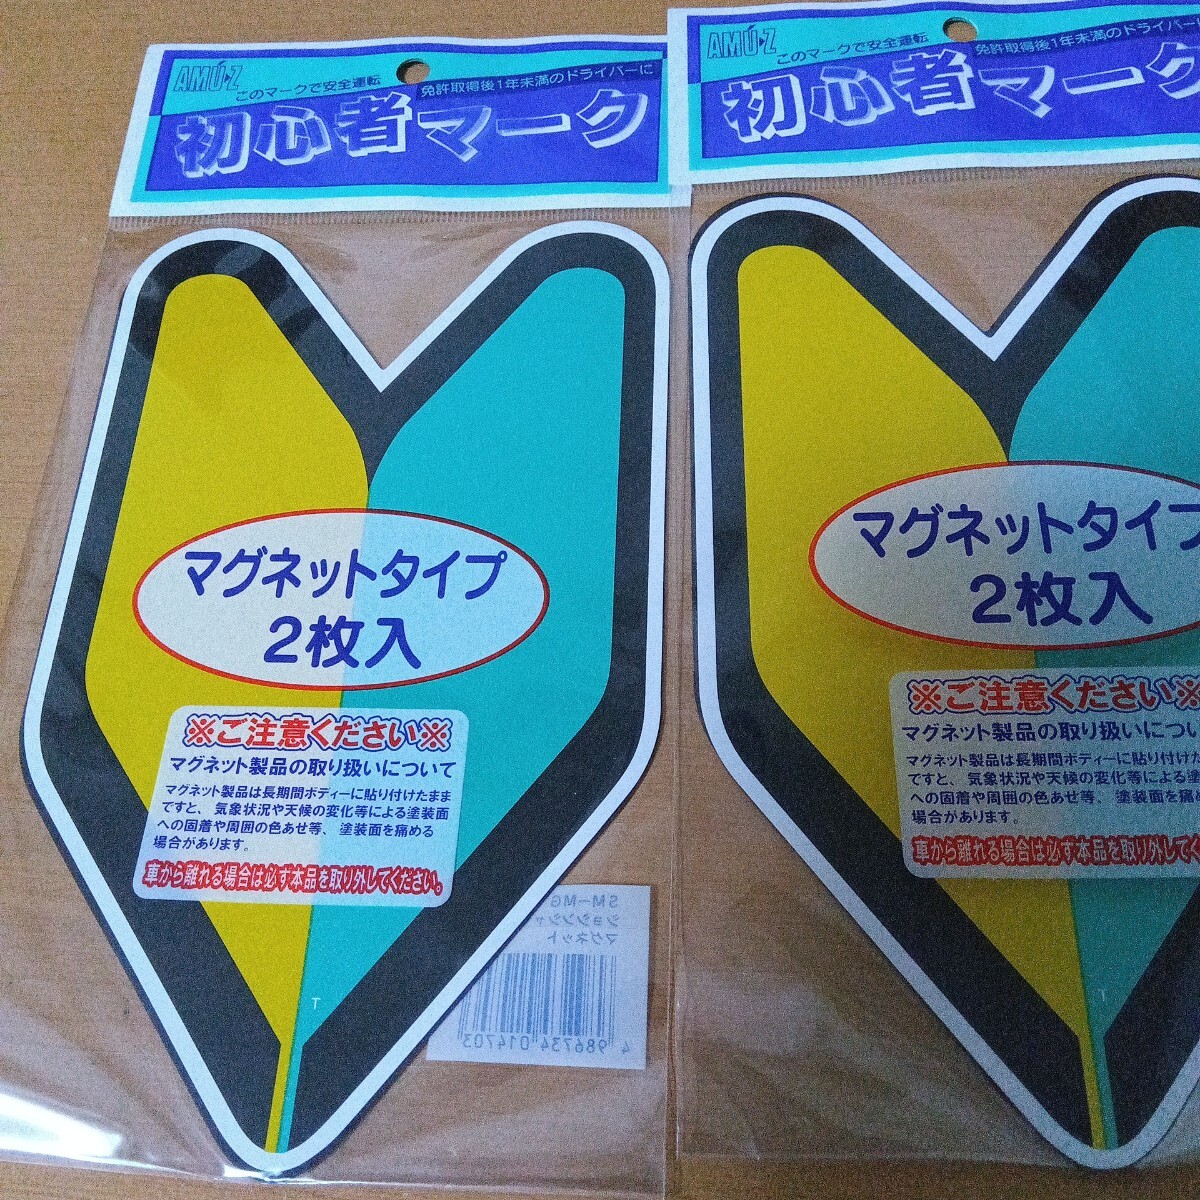 AMUZ
このマークで安全運転
免許取得後1年未満のドライバーに
初心者マーク
マグネットタイプ
2枚入
※ご注意ください※
マグネット製品の取り扱いについて
マグネット製品は長期間ボディーに貼り付けたまま
ですと、気象状況や天候の変化等による塗装面
への固着や周囲の色あせ等、塗装面を痛める
場合があります。
車から離れる場合は必ず本品を取り外してください。
T
SM-MG
ショシンシャ
マグネット
4 986734 014703
AMUZ
このマークで安全運転
免許取得後1年未満のドライバーに
初心者マーク
マグネットタイプ
2枚入
※ご注意ください※
マグネット製品の取り扱いについ
マグネット製品は長期間ボディーに貼り付けた
ですと、気象状況や天候の変化等による塗
への固着や周囲の色あせ等、塗装面を痛め
場合があります。
車から離れる場合は必ず本品を取り外してく
T